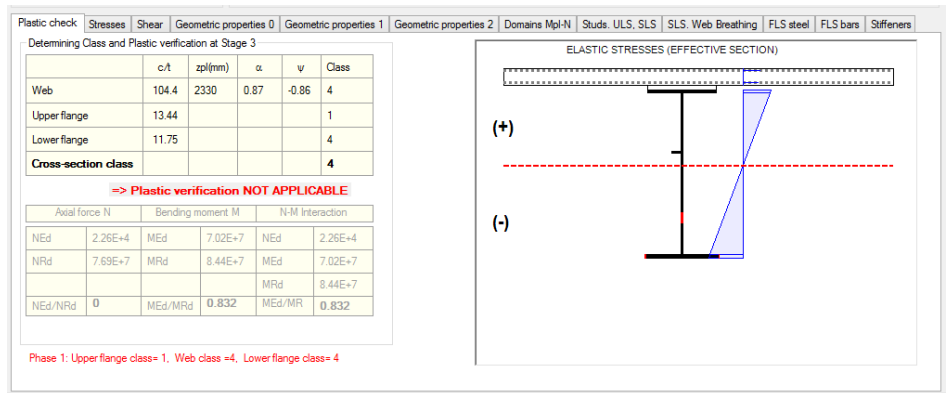 Plastic check Stresses Shear Geometric properties 0 Geometric properties 1 Geometric properties 2 Domains Mpl-N Studs. ULS, SLS SLS. Web Breathing FLS steel FLS bars Stiffeners
Determining Class and Plastic verification at Stage 3
c/t zpl(mm) α ψ Class
Web 104.4 2330 0.87 -0.86 4
Upper flange 13.44 1
Lower flange 11.75 4
Cross-section class 4
=> Plastic verification NOT APPLICABLE
Axial force N Bending moment M N-M Interaction
NEd 2.26E+4 MEd 7.02E+7 NEd 2.26E+4
NRd 7.69E+7 MRd 8.44E+7 MEd 7.02E+7
MRd 8.44E+7
NEd/NRd 0 MEd/MRd 0.832 MEd/MR 0.832
Phase 1: Upper flange class= 1, Web class =4, Lower flange class= 4
ELASTIC STRESSES (EFFECTIVE SECTION)
(+)
(-)